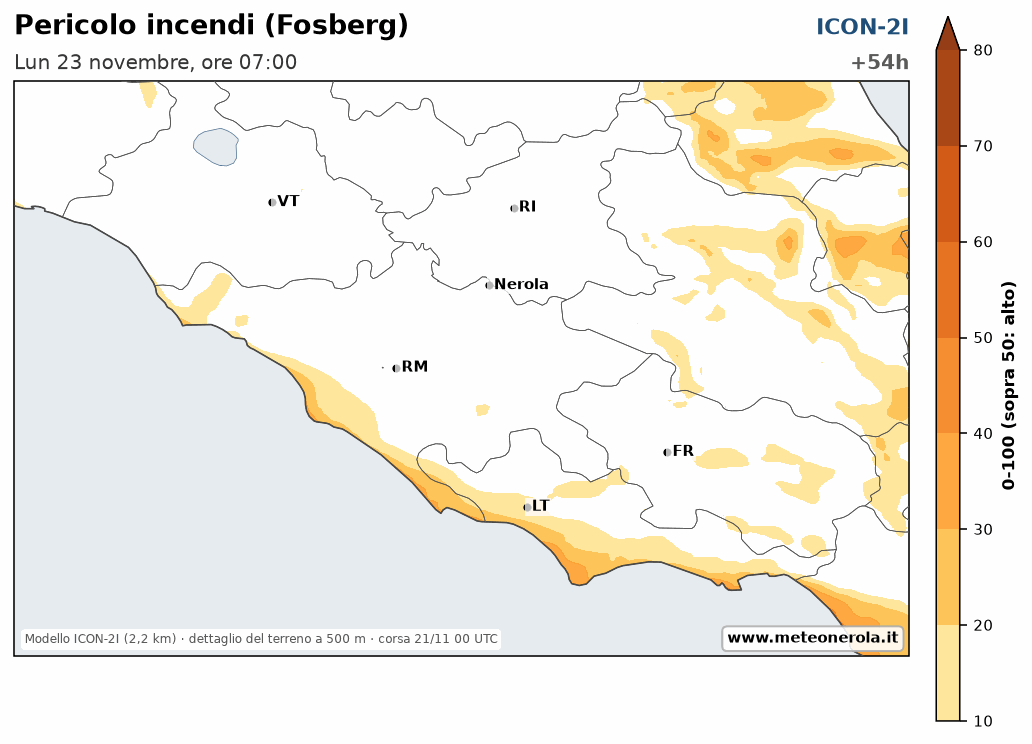 Pericolo incendi (Fosberg)
ICON-2I
Lun 23 novembre, ore 07:00
+54h
VT
RI
Nerola
RM
FR
LT
Modello ICON-2I (2,2 km) · dettaglio del terreno a 500 m · corsa 21/11 00 UTC
www.meteonerola.it
80
70
60
50
40
30
20
10
0-100 (sopra 50: alto)